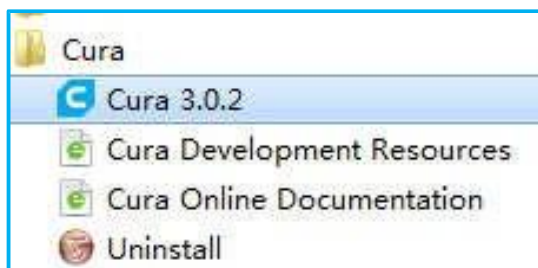 Cura
Cura 3.0.2
Cura Development Resources
Cura Online Documentation
Uninstall